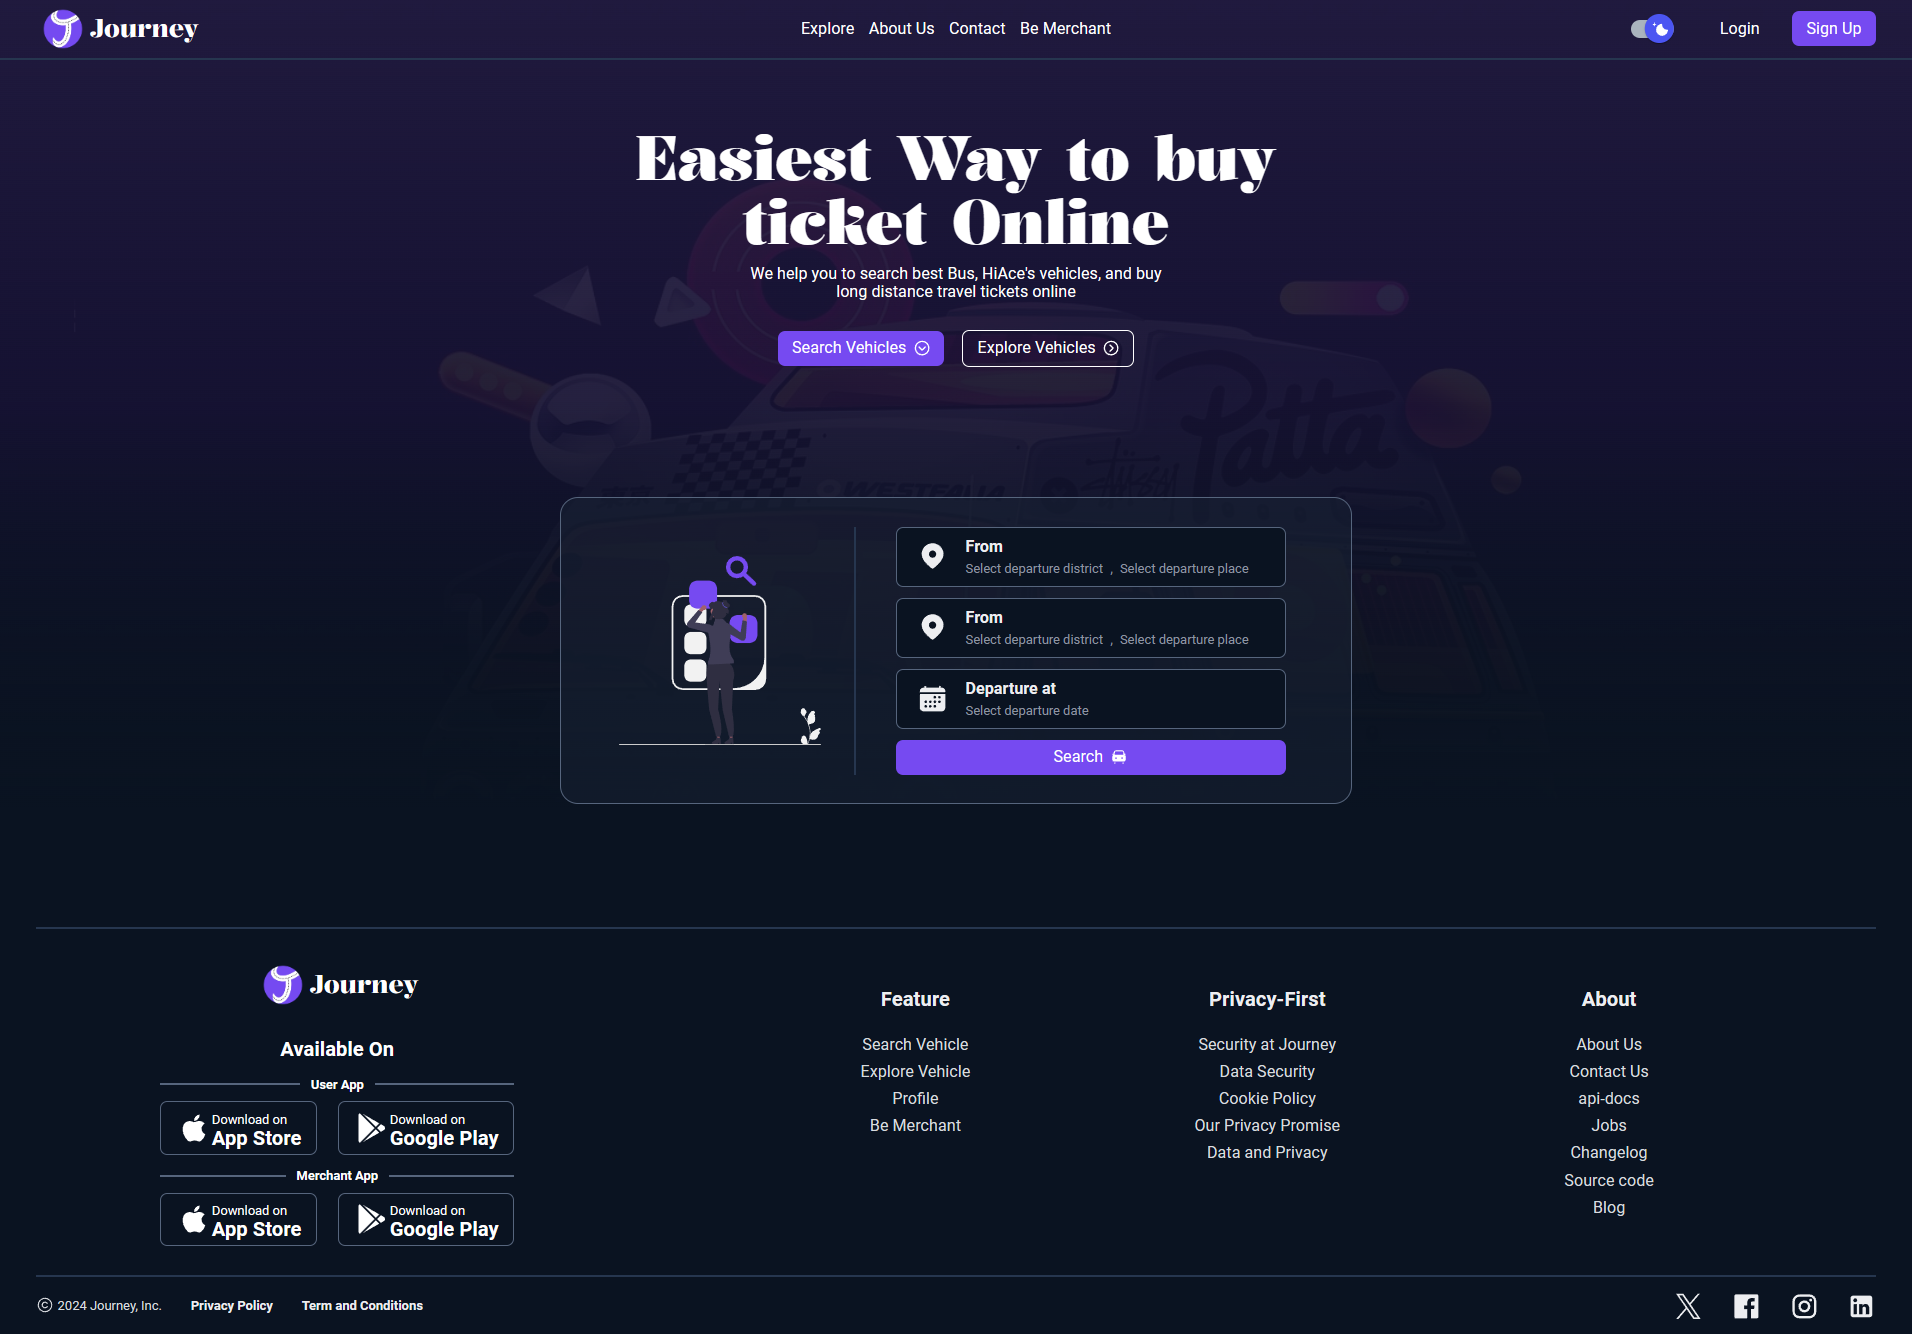 Journey
Explore About Us Contact Be Merchant
Login
Sign Up
Easiest Way to buy
ticket Online
We help you to search best Bus, HiAce's vehicles, and buy
long distance travel tickets online
Search Vehicles
Explore Vehicles
Patta
stüssy
WESTFALIA
From
Select departure district , Select departure place
From
Select departure district , Select departure place
Departure at
Select departure date
Search
Journey
Available On
User App
Download on
App Store
Download on
Google Play
Merchant App
Download on
App Store
Download on
Google Play
Feature
Search Vehicle
Explore Vehicle
Profile
Be Merchant
Privacy-First
Security at Journey
Data Security
Cookie Policy
Our Privacy Promise
Data and Privacy
About
About Us
Contact Us
api-docs
Jobs
Changelog
Source code
Blog
© 2024 Journey, Inc.
Privacy Policy
Term and Conditions